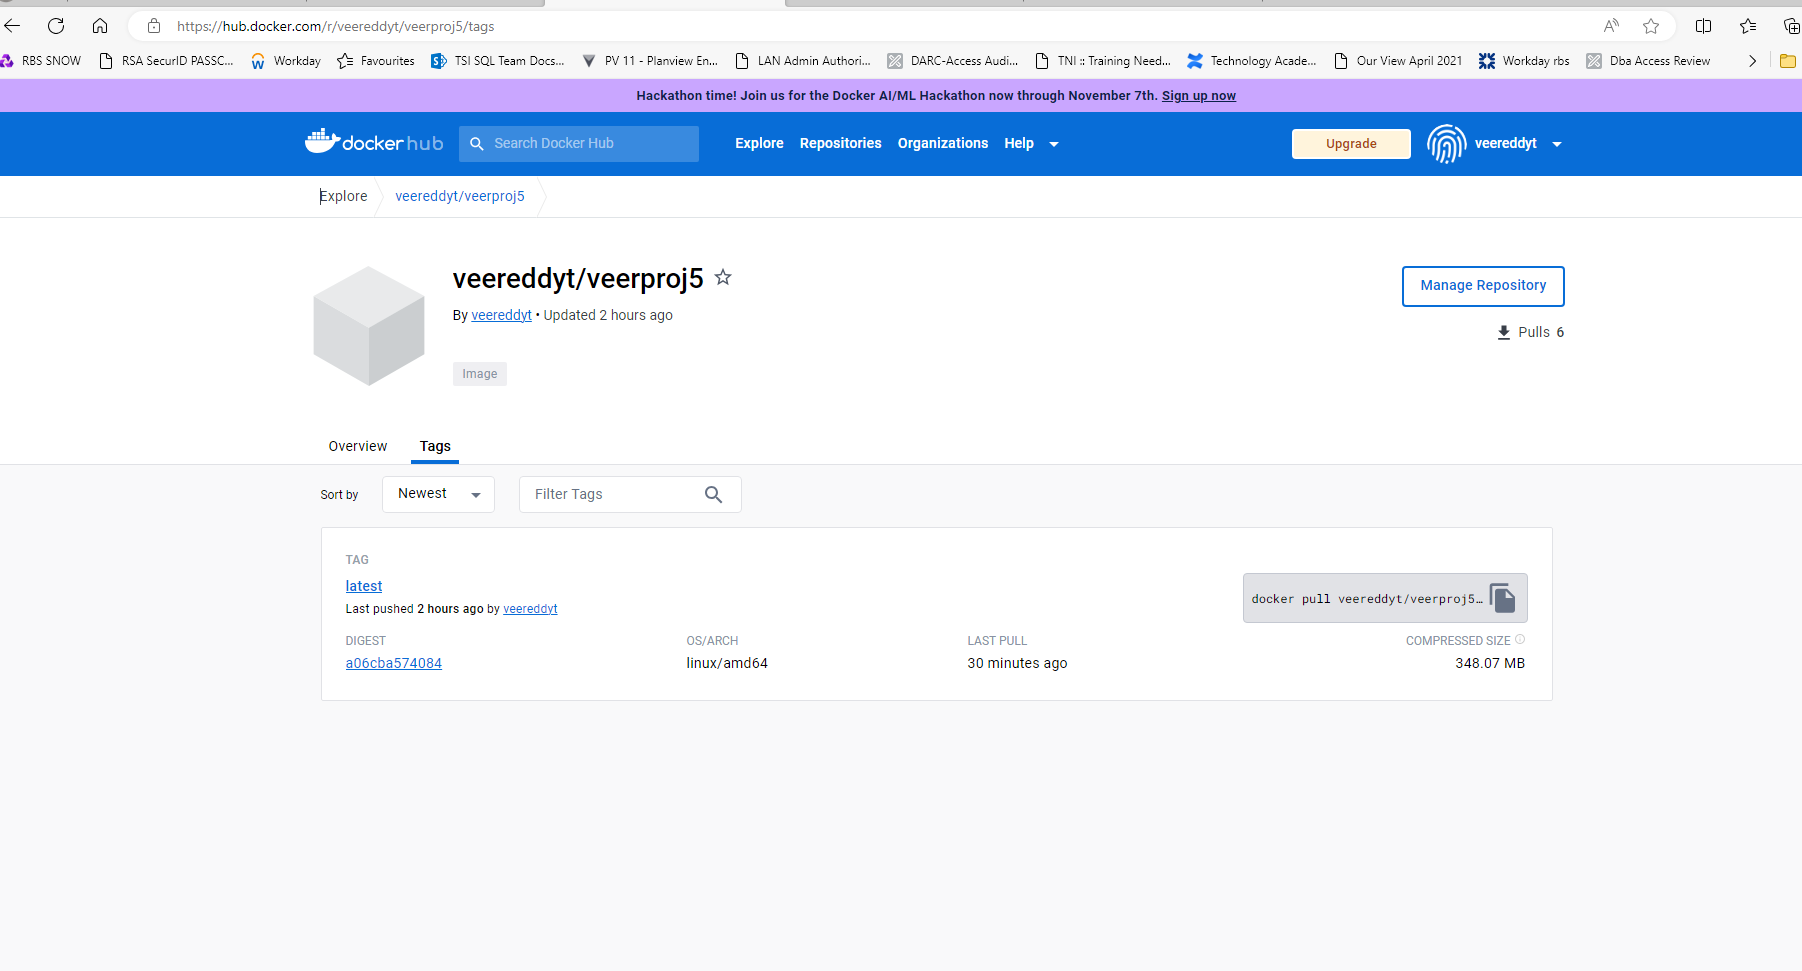 https://hub.docker.com/r/veereddyt/veerproj5/tags
RBS SNOW RSA SecurID PASSC... Workday Favourites TSI SQL Team Docs... PV 11 - Planview En... LAN Admin Authori... DARC-Access Audi... TNI :: Training Need... Technology Acade... Our View April 2021 Workday rbs Dba Access Review
Hackathon time! Join us for the Docker AI/ML Hackathon now through November 7th. Sign up now
docker hub Search Docker Hub Explore Repositories Organizations Help Upgrade veereddyt
Explore veereddyt/veerproj5
veereddyt/veerproj5
Manage Repository
By veereddyt • Updated 2 hours ago
Pulls 6
Image
Overview Tags
Sort by Newest Filter Tags
TAG
latest
Last pushed 2 hours ago by veereddyt
docker pull veereddyt/veerproj5…
DIGEST OS/ARCH LAST PULL COMPRESSED SIZE
a06cba574084 linux/amd64 30 minutes ago 348.07 MB